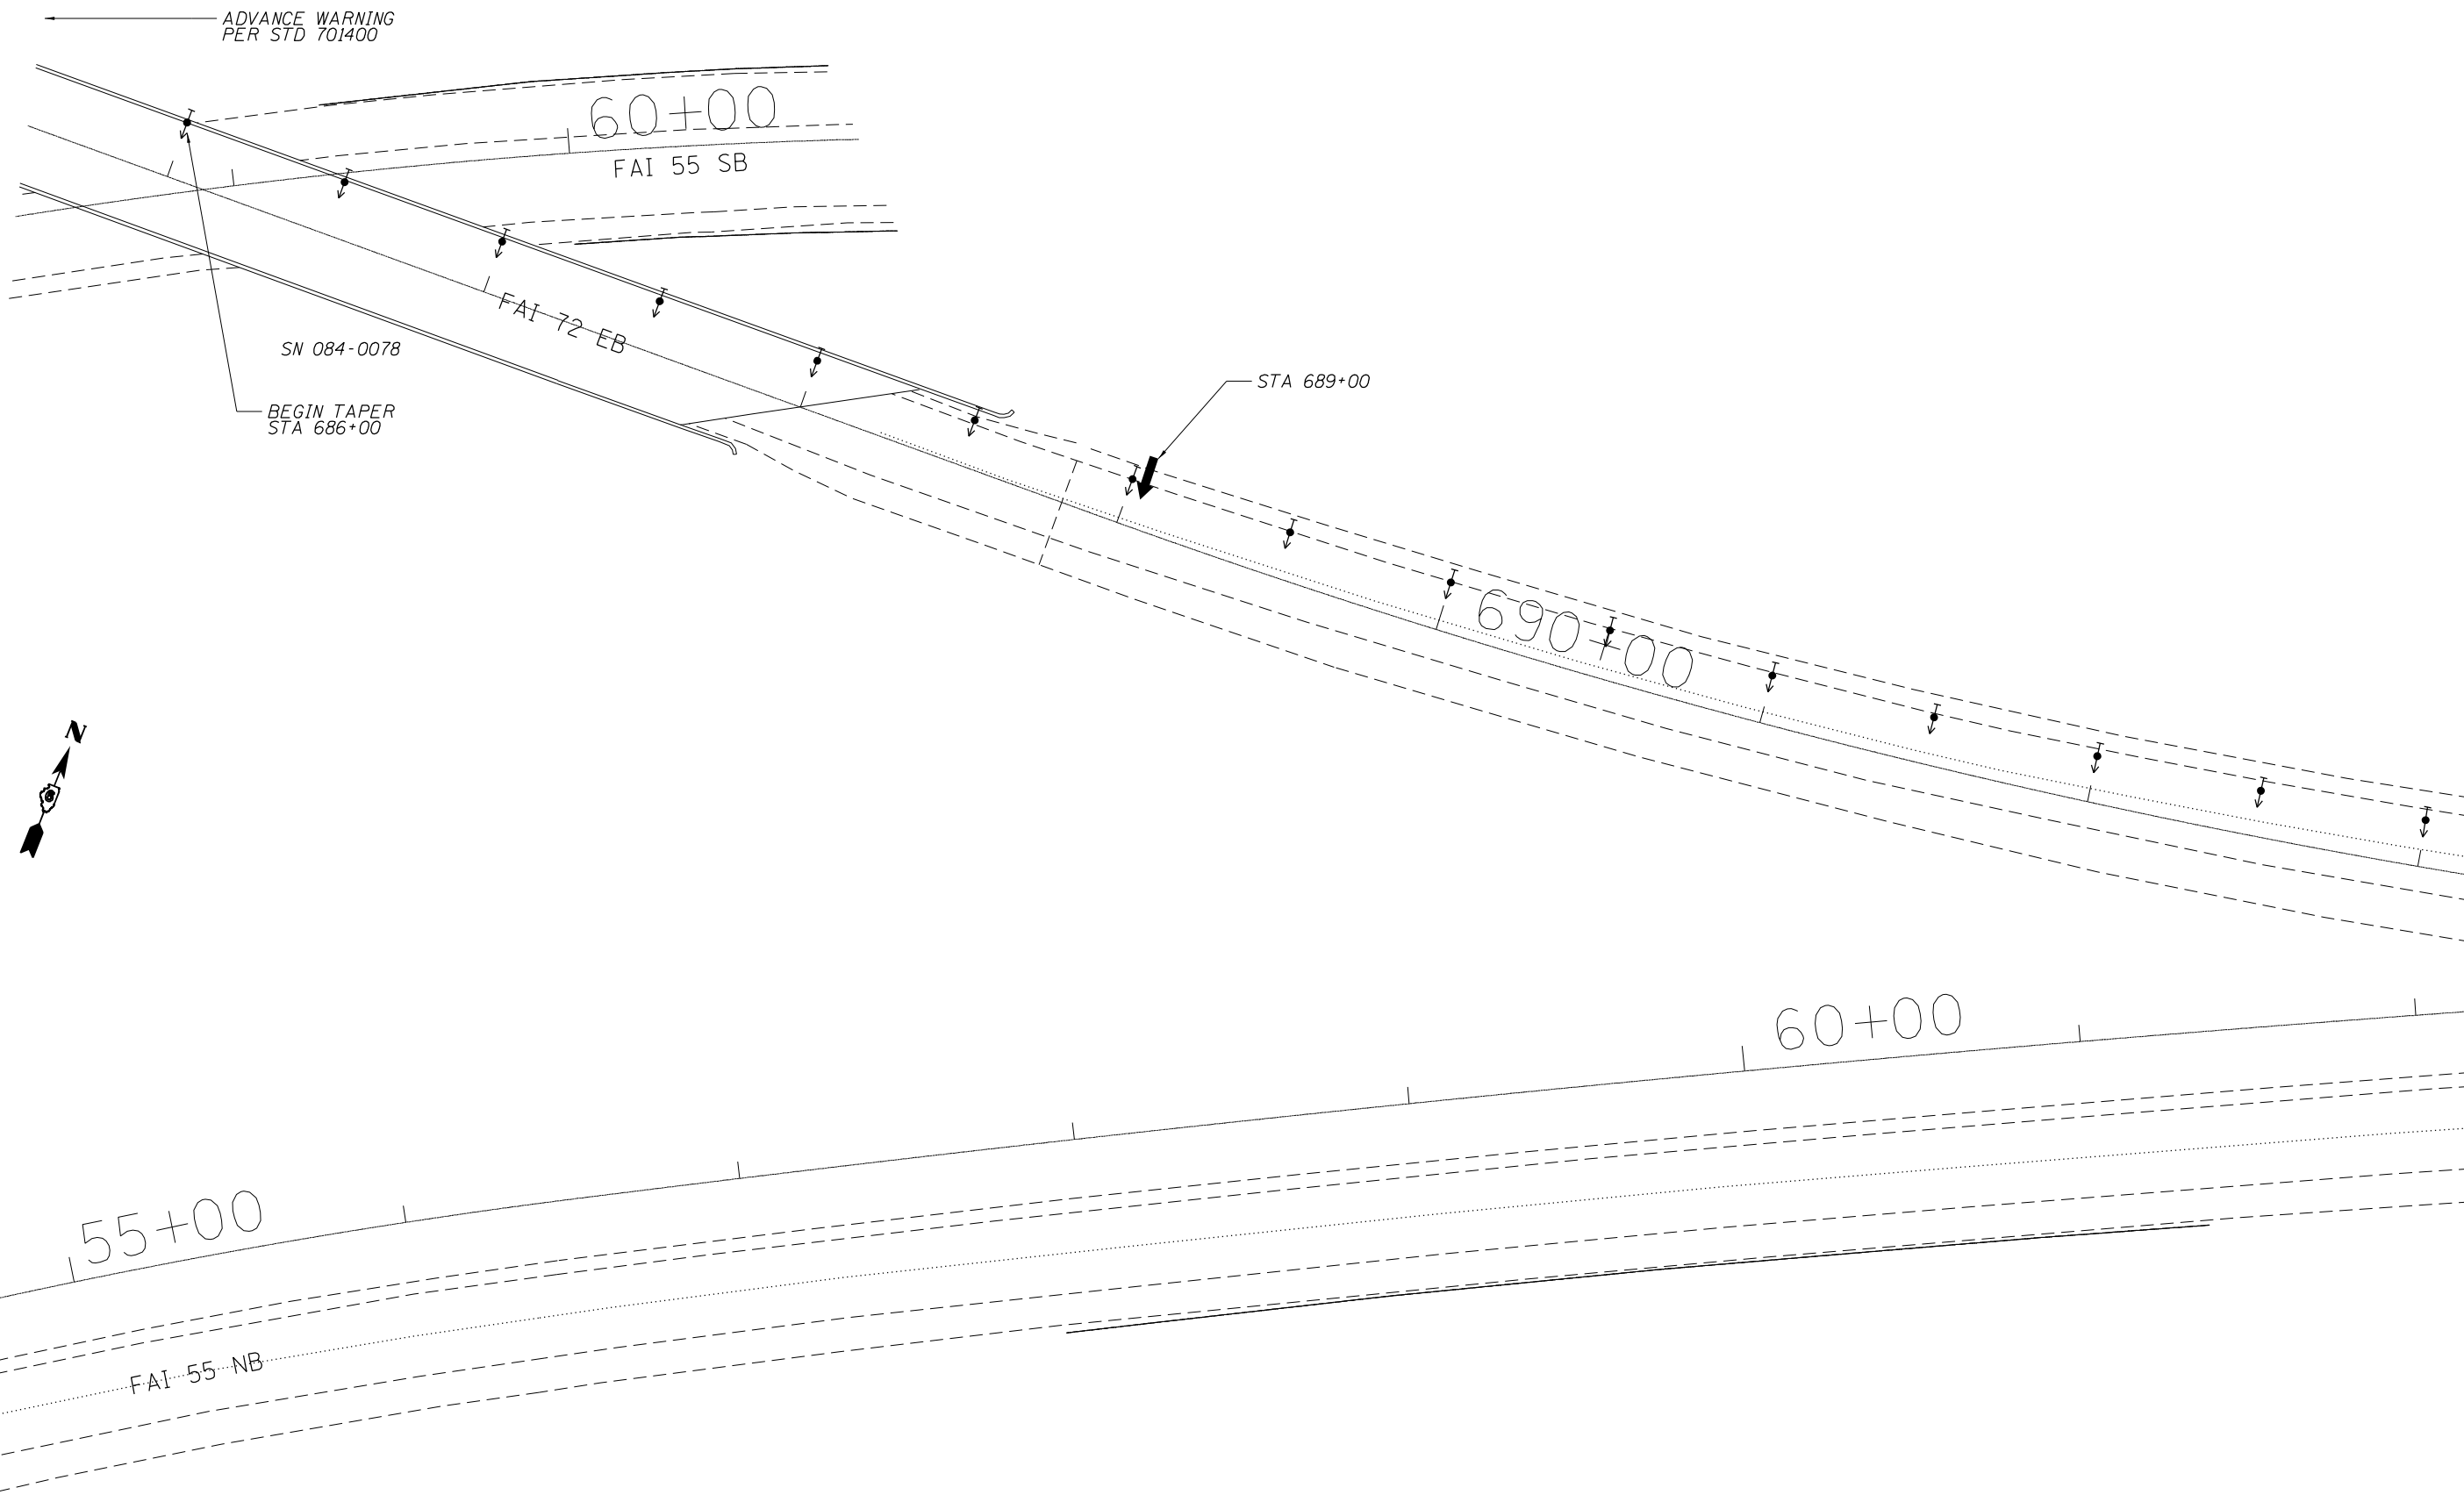 ADVANCE WARNING
PER STD 701400
60+00
FAI 55 SB
FAI 72 EB
SN 084-0078
STA 689+00
BEGIN TAPER
STA 686+00
690+00
N
60+00
55+00
FAI 55 NB